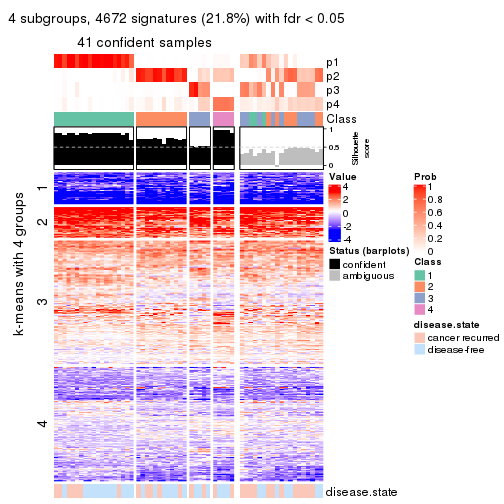 4 subgroups, 4672 signatures (21.8%) with fdr < 0.05
41 confident samples
p1
p2
p3
p4
Class
1
0.5
0
Silhouette
score
k-means with 4 groups
1
2
3
4
disease.state
Value
4
2
0
-2
-4
Status (barplots)
confident
ambiguous
Prob
1
0.8
0.6
0.4
0.2
0
Class
1
2
3
4
disease.state
cancer recurred
disease-free